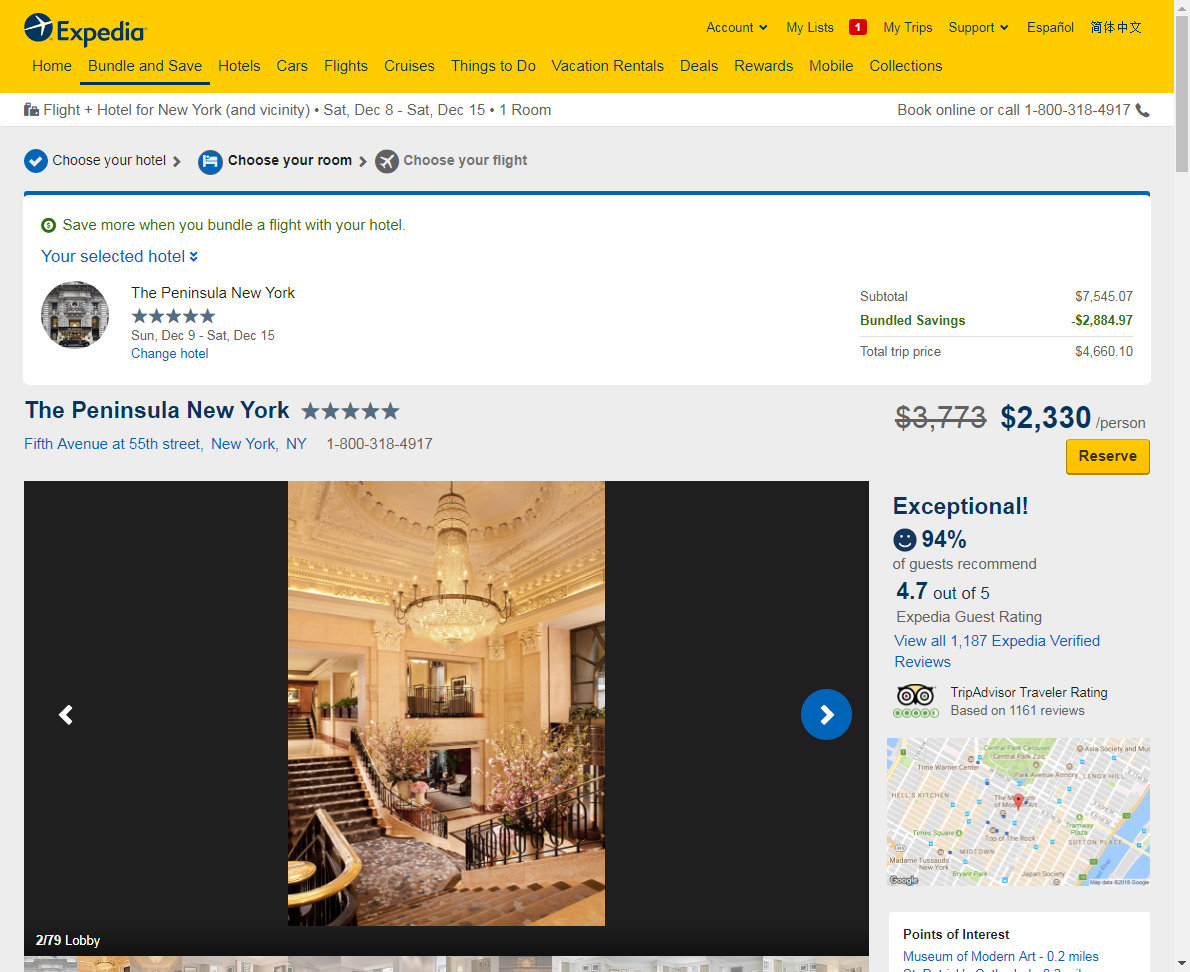 Expedia
Account
My Lists
1
My Trips
Support
Español
简体中文
Home
Bundle and Save
Hotels
Cars
Flights
Cruises
Things to Do
Vacation Rentals
Deals
Rewards
Mobile
Collections
Flight + Hotel for New York (and vicinity) • Sat, Dec 8 - Sat, Dec 15 • 1 Room
Book online or call 1-800-318-4917
Choose your hotel
Choose your room
Choose your flight
Save more when you bundle a flight with your hotel.
Your selected hotel
The Peninsula New York
Sun, Dec 9 - Sat, Dec 15
Change hotel
Subtotal $7,545.07
Bundled Savings -$2,884.97
Total trip price $4,660.10
The Peninsula New York
Fifth Avenue at 55th street, New York, NY 1-800-318-4917
$3,773 $2,330 /person
Reserve
2/79 Lobby
Exceptional!
94%
of guests recommend
4.7 out of 5
Expedia Guest Rating
View all 1,187 Expedia Verified
Reviews
TripAdvisor Traveler Rating
Based on 1161 reviews
Central Park Carousel
Central Park Zoo
Asia Society and Mus
Time Warner Center
Park Avenue Armory
LENOX HILL
HELL'S KITCHEN
The Museum
of Modern Art
Times Square
Top of The Rock
Tramway
Plaza
SUTTON PLACE
MIDTOWN
Madame Tussauds
New York
Bryant Park
Japan Society
Google
Map data ©2018 Google
Points of Interest
Museum of Modern Art - 0.2 miles